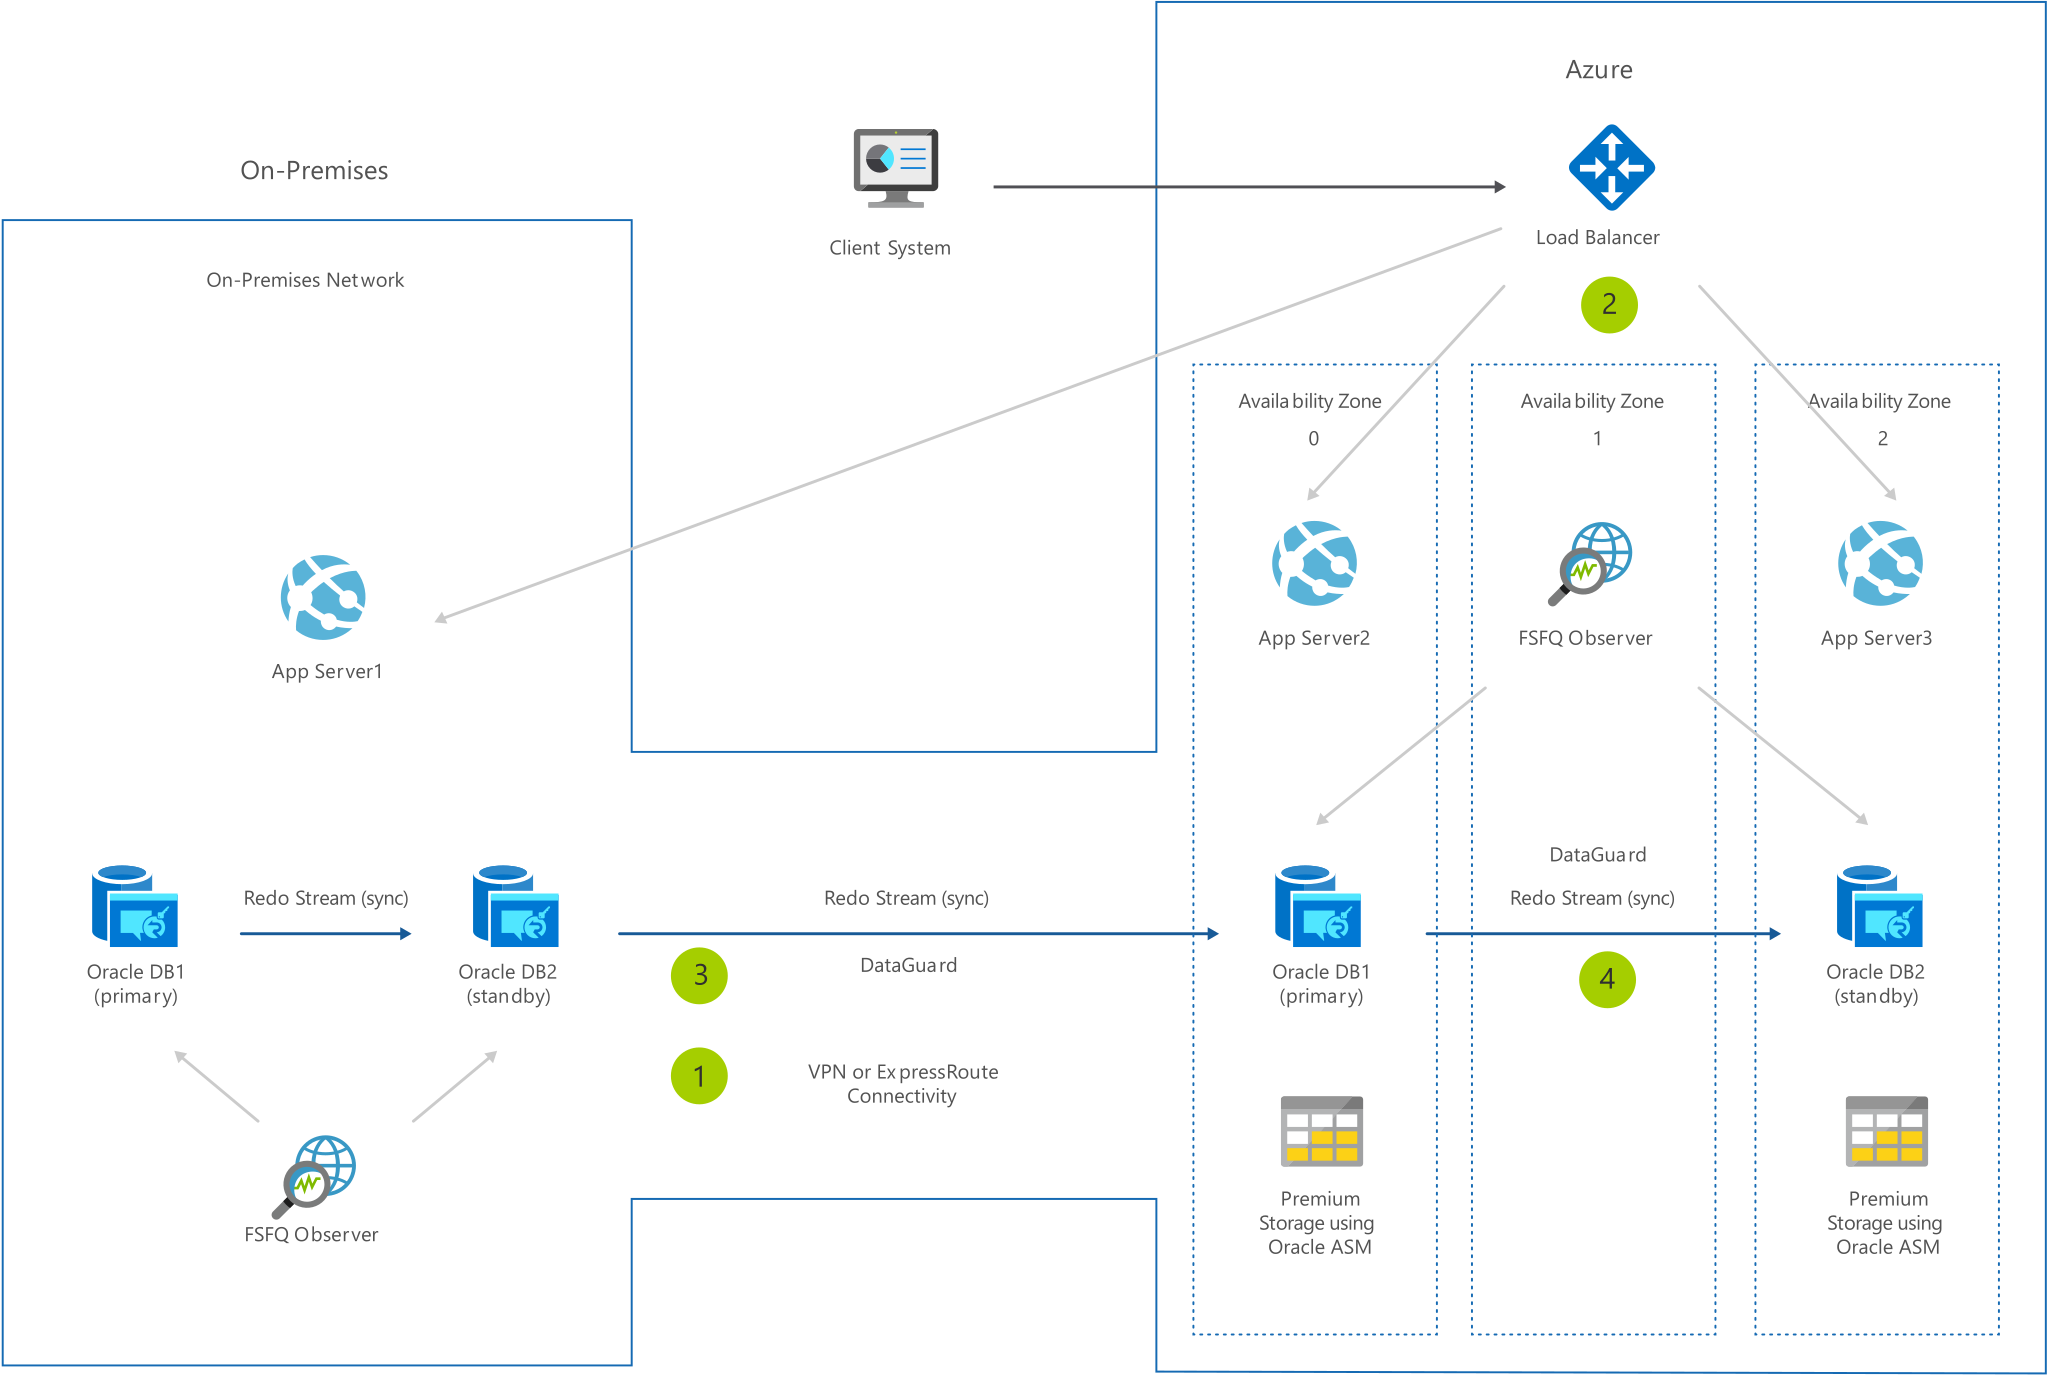 Azure
On-Premises
Client System
Load Balancer
On-Premises Network
2
Availability Zone
0
Availability Zone
1
Availability Zone
2
App Server1
App Server2
FSFQ Observer
App Server3
Redo Stream (sync)
Redo Stream (sync)
DataGuard
Redo Stream (sync)
Oracle DB1
(primary)
Oracle DB2
(standby)
3
DataGuard
Oracle DB1
(primary)
4
Oracle DB2
(standby)
1
VPN or ExpressRoute
Connectivity
FSFQ Observer
Premium
Storage using
Oracle ASM
Premium
Storage using
Oracle ASM